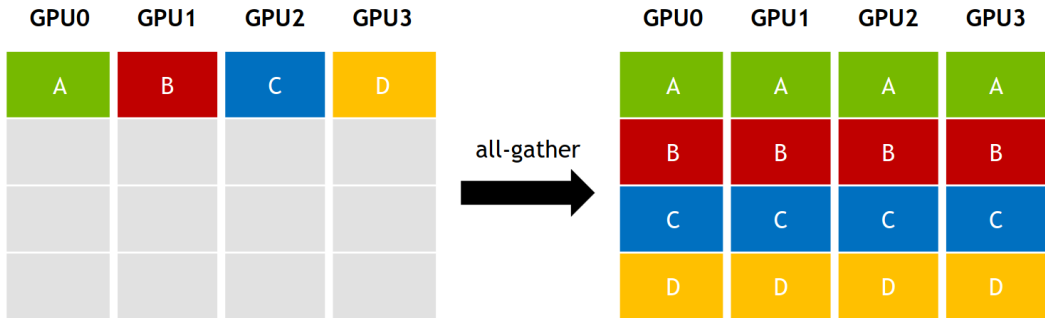 GPU0 GPU1 GPU2 GPU3
A B C D
all-gather
GPU0 GPU1 GPU2 GPU3
A A A A
B B B B
C C C C
D D D D